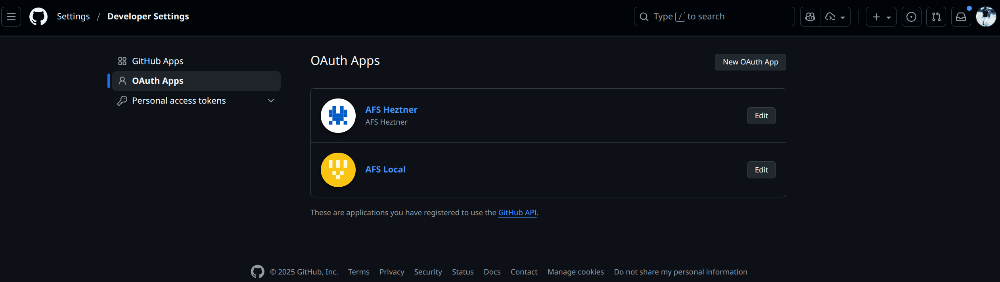 Settings / Developer Settings
Type / to search
GitHub Apps
OAuth Apps
Personal access tokens
OAuth Apps
New OAuth App
AFS Heztner
AFS Heztner
Edit
AFS Local
Edit
These are applications you have registered to use the GitHub API.
© 2025 GitHub, Inc. Terms Privacy Security Status Docs Contact Manage cookies Do not share my personal information